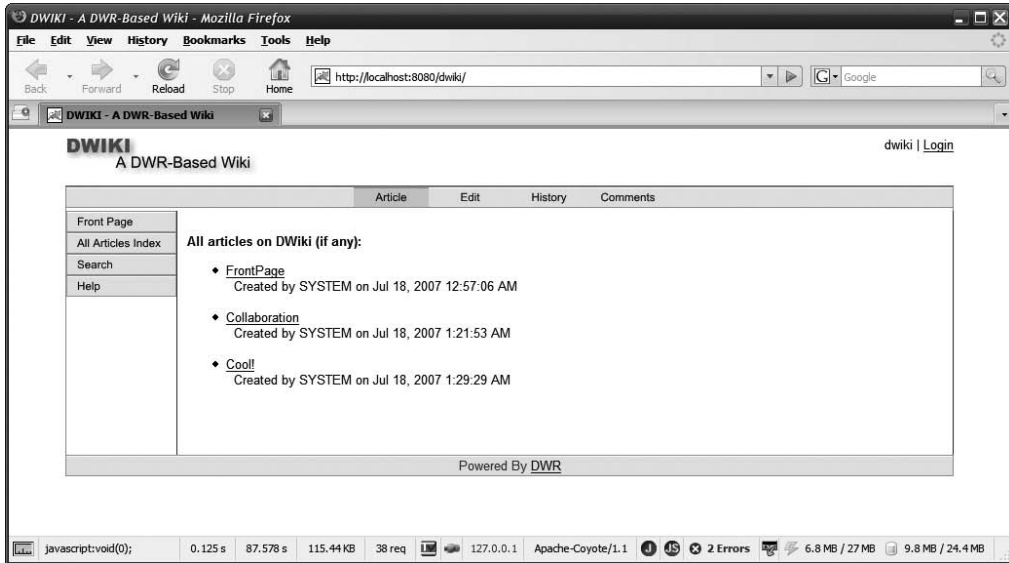 DWIKI - A DWR-Based Wiki - Mozilla Firefox
File Edit View History Bookmarks Tools Help
Back Forward Reload Stop Home http://localhost:8080/dwiki/ G Google
DWIKI - A DWR-Based Wiki
DWIKI
A DWR-Based Wiki
dwiki | Login
Article Edit History Comments
Front Page
All Articles Index
Search
Help
All articles on DWiki (if any):
FrontPage
Created by SYSTEM on Jul 18, 2007 12:57:06 AM
Collaboration
Created by SYSTEM on Jul 18, 2007 1:21:53 AM
Cool!
Created by SYSTEM on Jul 18, 2007 1:29:29 AM
Powered By DWR
javascript:void(0); 0.125 s 87.578 s 115.44 KB 38 req 127.0.0.1 Apache-Coyote/1.1 J JS 2 Errors 6.8 MB / 27 MB 9.8 MB / 24.4 MB